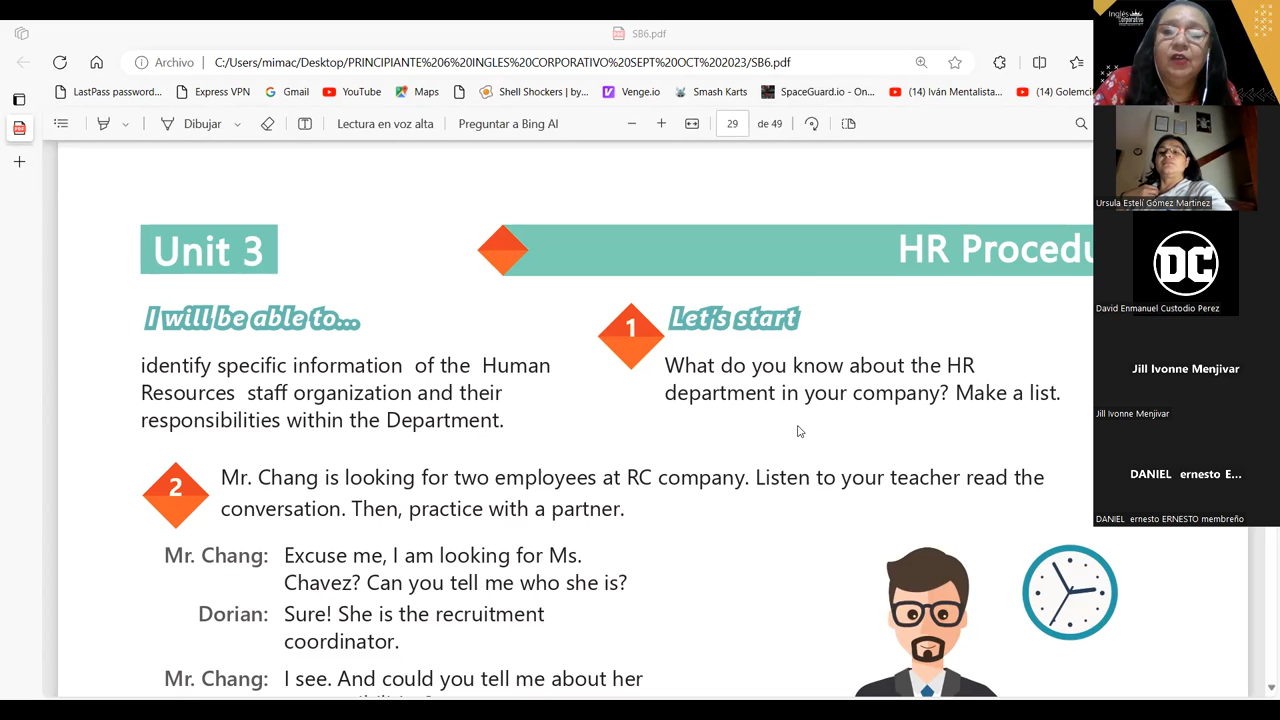 SB6.pdf
Archivo
C:/Users/mimac/Desktop/PRINCIPIANTE%206%20INGLES%20CORPORATIVO%20SEPT%20OCT%202023/SB6.pdf
LastPass password...
Express VPN
Gmail
YouTube
Maps
Shell Shockers | by...
Venge.io
Smash Karts
SpaceGuard.io - On...
(14) Iván Mentalista...
(14) Golemci
Dibujar
Lectura en voz alta
Preguntar a Bing AI
29
de 49
Unit 3
HR Procedu
I will be able to...
identify specific information of the Human
Resources staff organization and their
responsibilities within the Department.
1
Let's start
What do you know about the HR
department in your company? Make a list.
2
Mr. Chang is looking for two employees at RC company. Listen to your teacher read the
conversation. Then, practice with a partner.
Mr. Chang: Excuse me, I am looking for Ms.
Chavez? Can you tell me who she is?
Dorian: Sure! She is the recruitment
coordinator.
Mr. Chang: I see. And could you tell me about her
Inglés
Corporativo
Ursula Estelí Gómez Martinez
DC
David Enmanuel Custodio Perez
Jill Ivonne Menjivar
Jill Ivonne Menjivar
DANIEL ernesto E...
DANIEL ernesto ERNESTO membreño